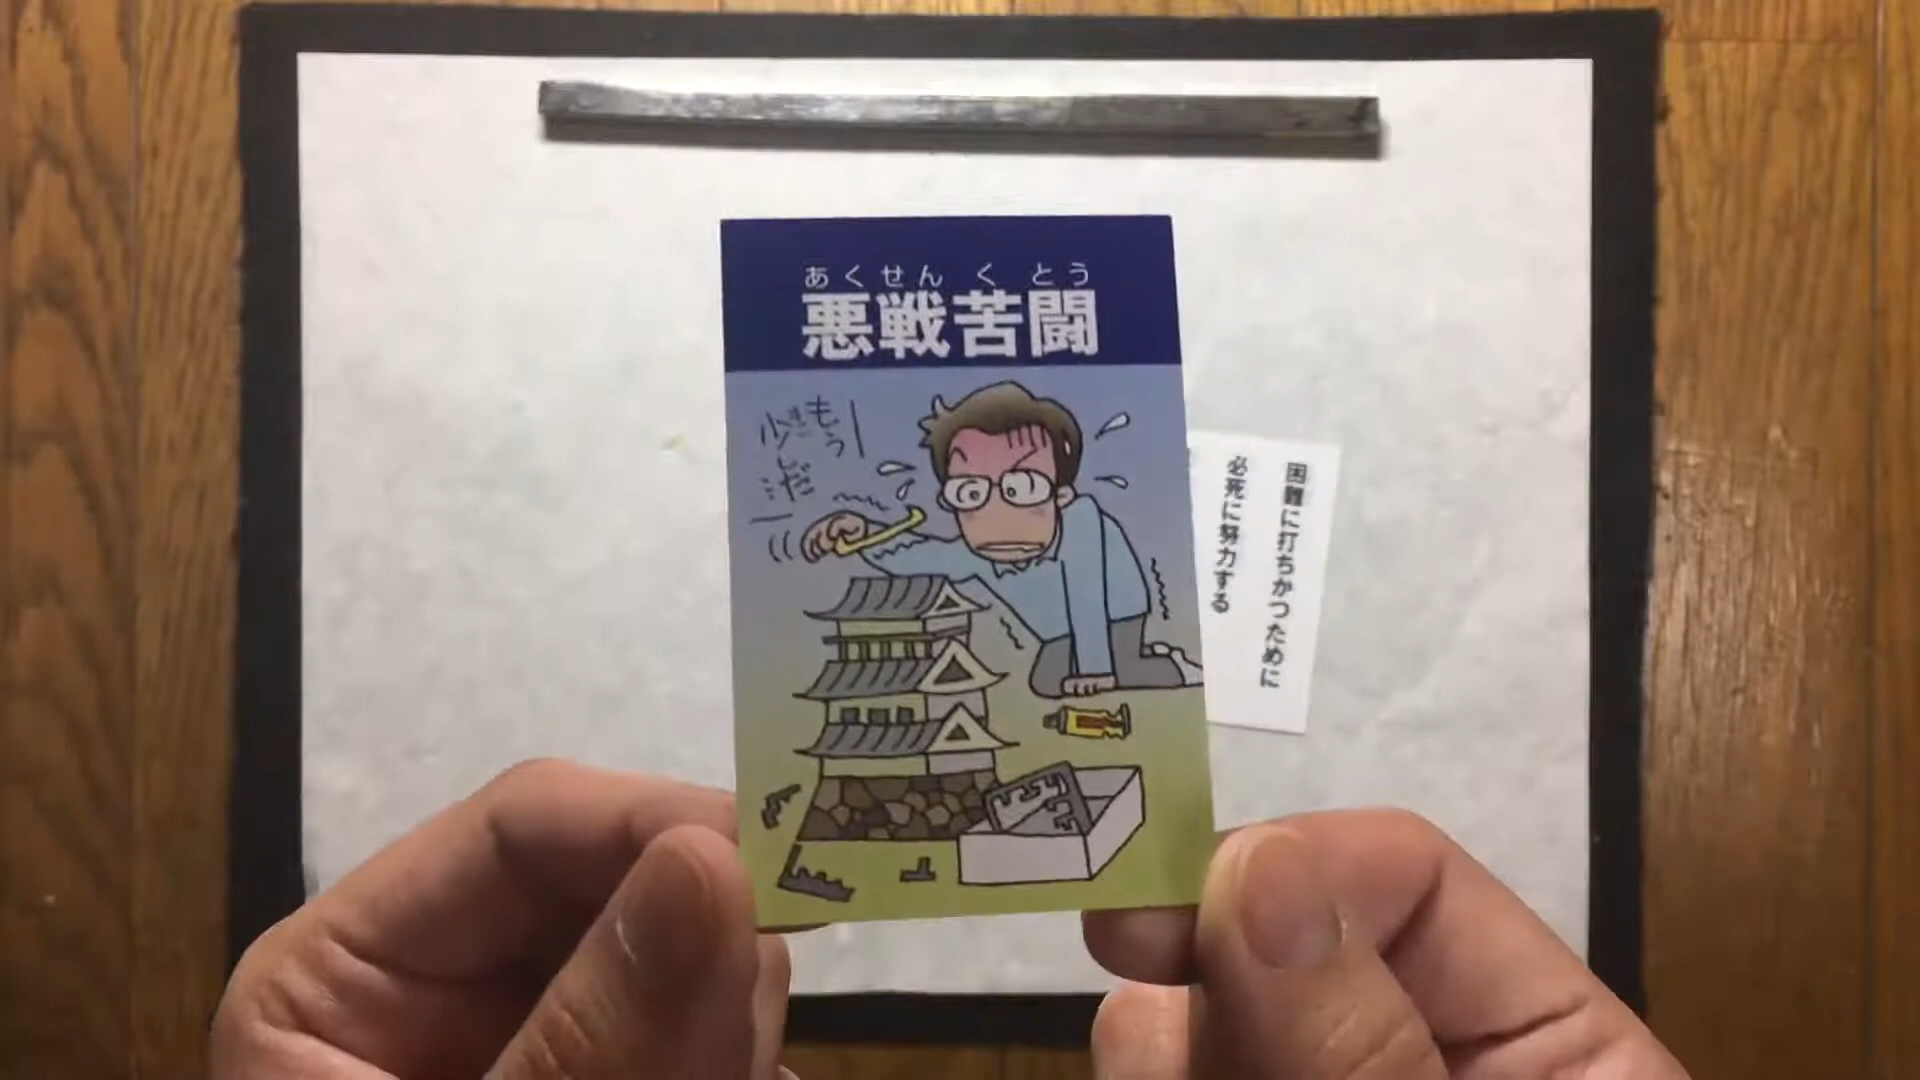 あくせんくとう
悪戦苦闘
もう
少しだ
困難に打ちかつために
必死に努力する